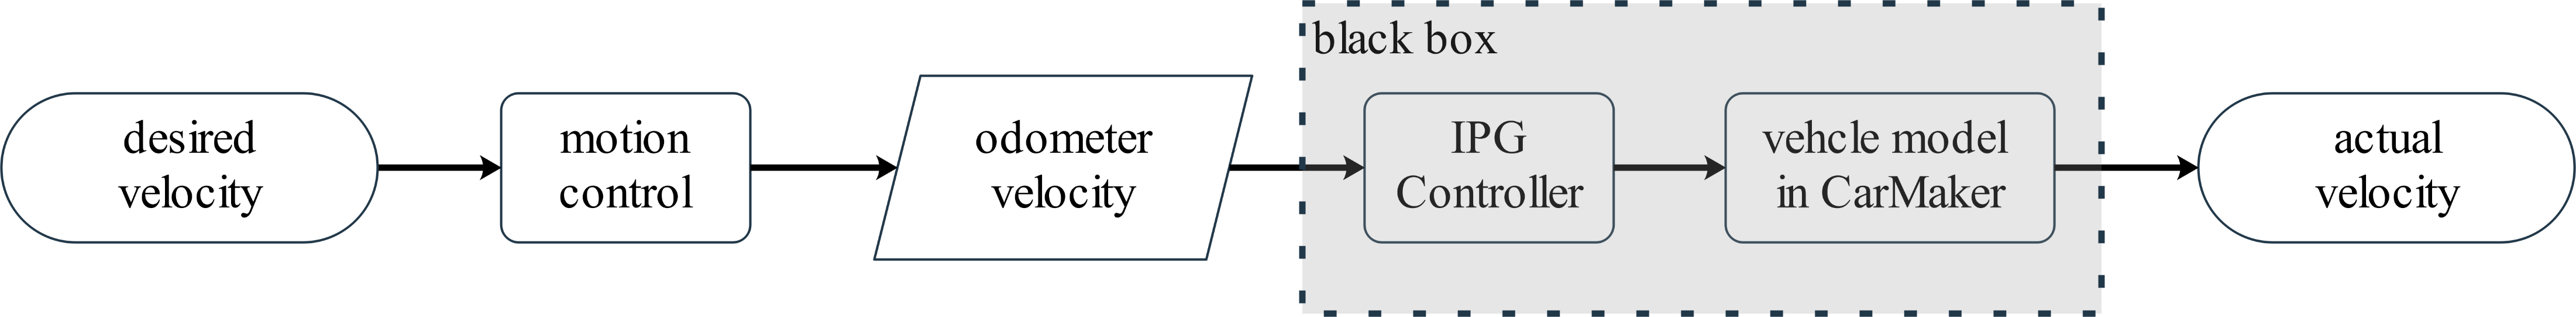 black box
desired
velocity
motion
control
odometer
velocity
IPG
Controller
vehcle model
in CarMaker
actual
velocity